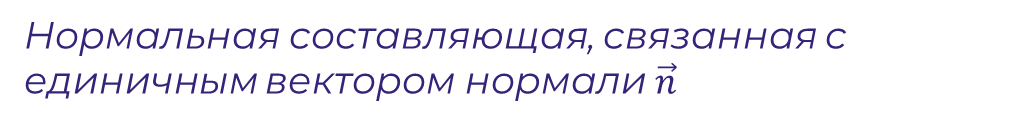 Нормальная составляющая, связанная с
единичным вектором нормали n⃗